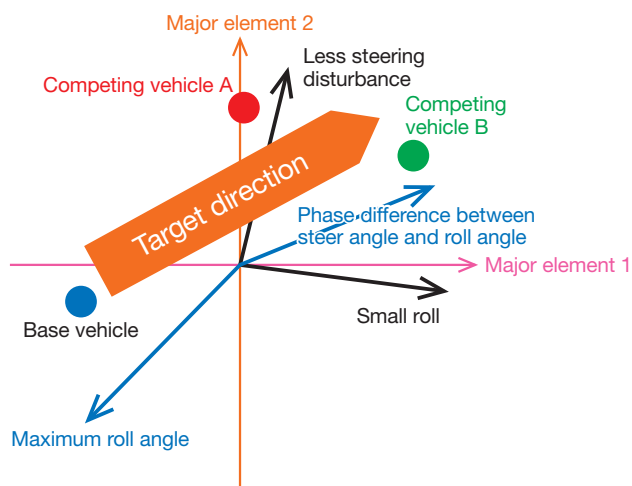 Major element 2
Less steering
disturbance
Competing vehicle A
Competing
vehicle B
Target direction
Phase difference between
steer angle and roll angle
Major element 1
Small roll
Base vehicle
Maximum roll angle